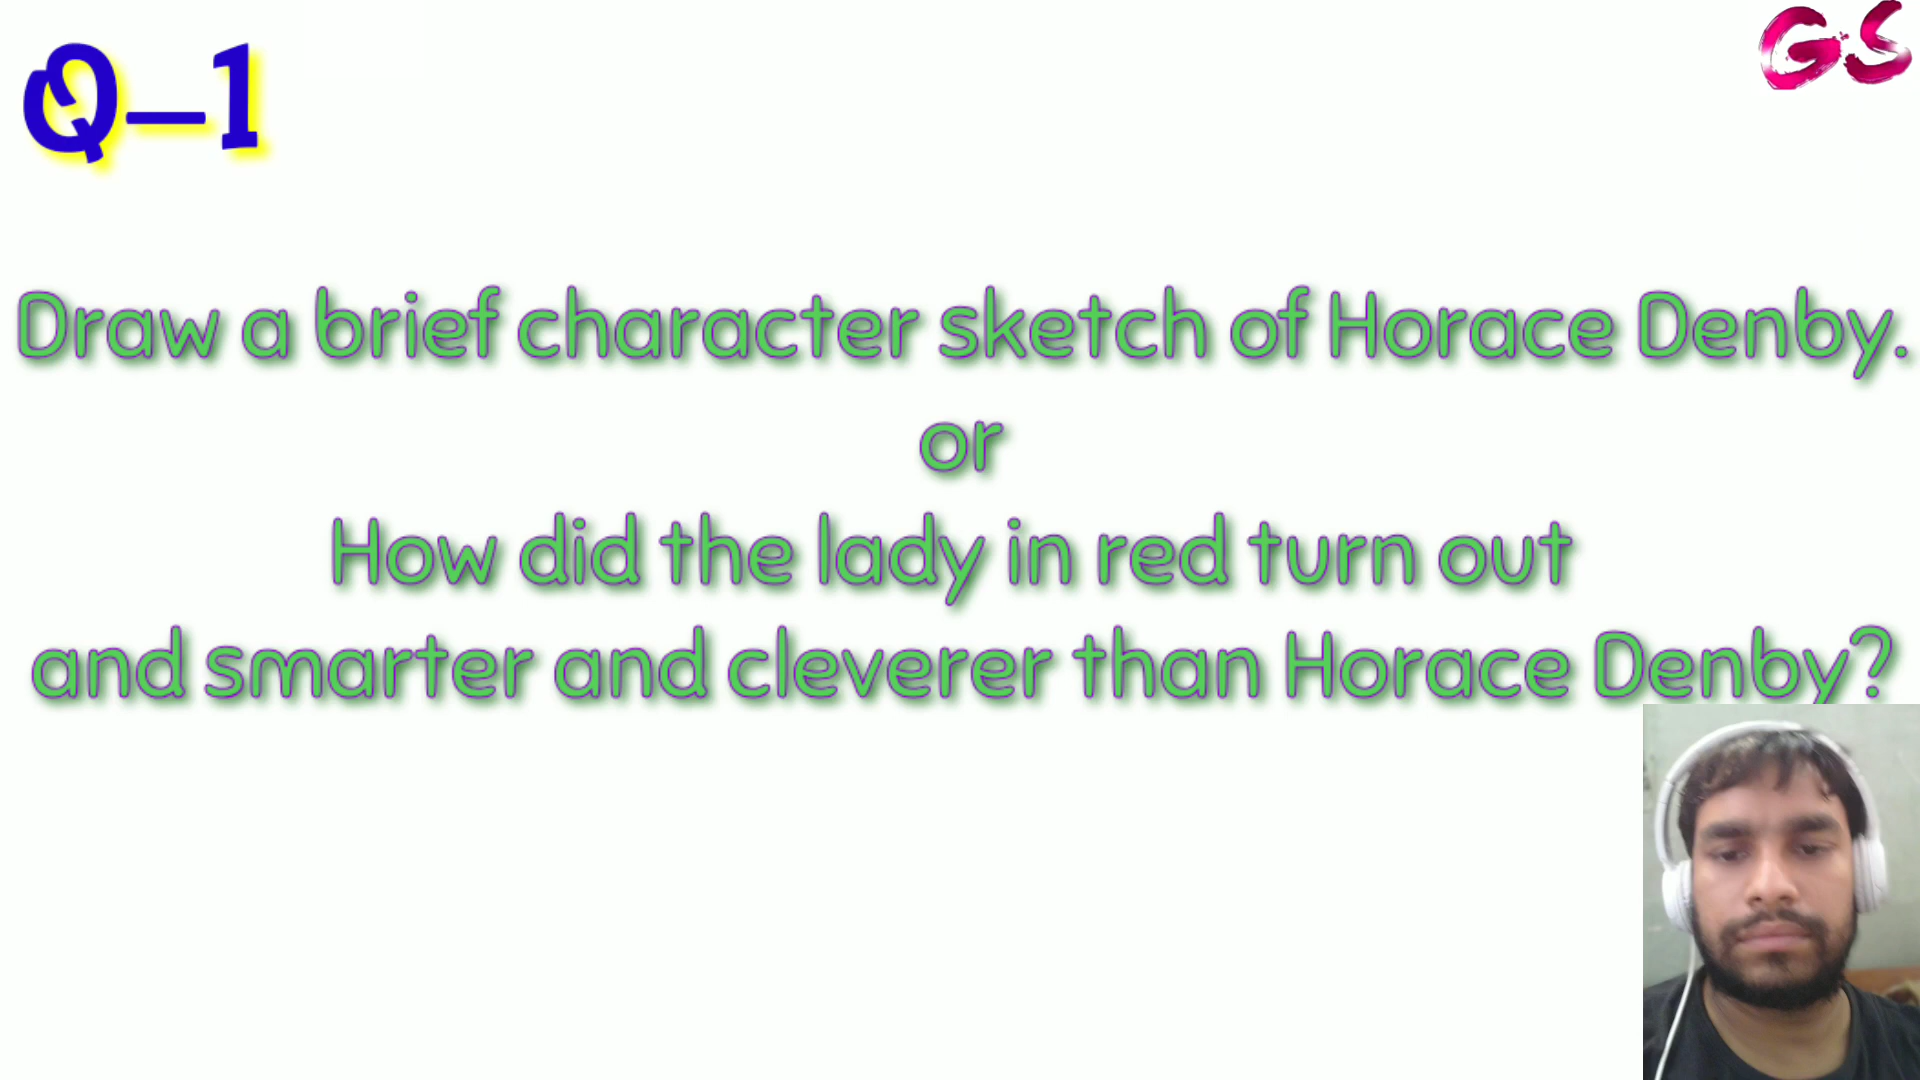 Q–1
GS
Draw a brief character sketch of Horace Denby.
or
How did the lady in red turn out
and smarter and cleverer than Horace Denby?